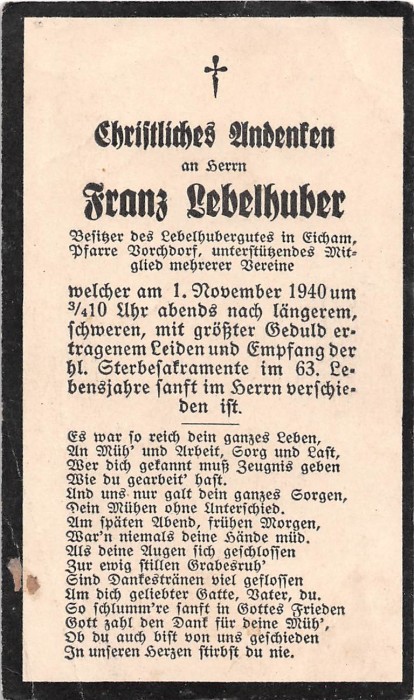 Christliches Andenken
an Herrn
Franz Lebelhuber
Besitzer des Lebelhubergutes in Eicham,
Pfarre Vorchdorf, unterstützendes Mit-
glied mehrerer Vereine
welcher am 1. November 1940 um
¾10 Uhr abends nach längerem,
schweren, mit größter Geduld er-
tragenem Leiden und Empfang der
hl. Sterbesakramente im 63. Le-
bensjahre sanft im Herrn verschie-
den ist.
Es war so reich dein ganzes Leben,
An Müh' und Arbeit, Sorg und Last,
Wer dich gekannt muß Zeugnis geben
Wie du gearbeit' hast.
Und uns nur galt dein ganzes Sorgen,
Dein Mühen ohne Unterschied.
Am späten Abend, frühen Morgen,
War'n niemals deine Hände müd.
Als deine Augen sich geschlossen
Zur ewig stillen Grabesruh'
Sind Dankestränen viel geflossen
Um dich geliebter Gatte, Vater, du.
So schlumm're sanft in Gottes Frieden
Gott zahl den Dank für deine Müh',
Ob du auch bist von uns geschieden
In unseren Herzen stirbst du nie.